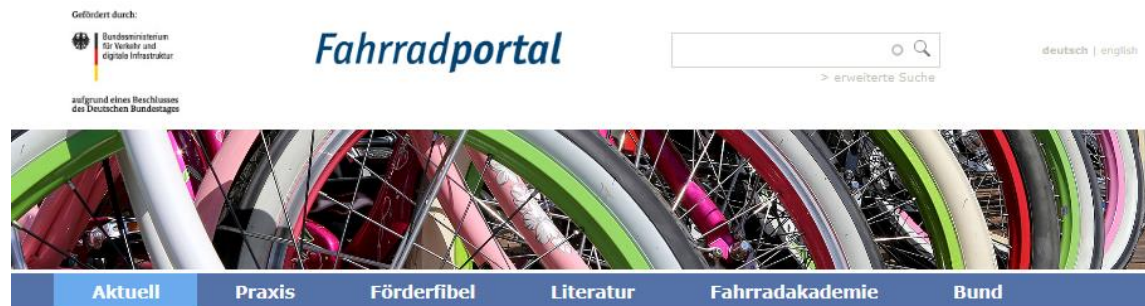 Gefördert durch:
Bundesministerium
für Verkehr und
digitale Infrastruktur
aufgrund eines Beschlusses
des Deutschen Bundestages
Fahrradportal
> erweiterte Suche
deutsch | english
Aktuell Praxis Förderfibel Literatur Fahrradakademie Bund